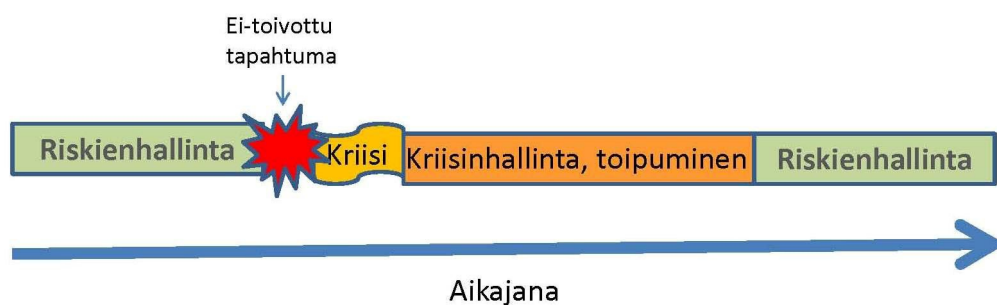 Ei-toivottu
tapahtuma
Riskienhallinta
Kriisi
Kriisinhallinta, toipuminen
Riskienhallinta
Aikajana